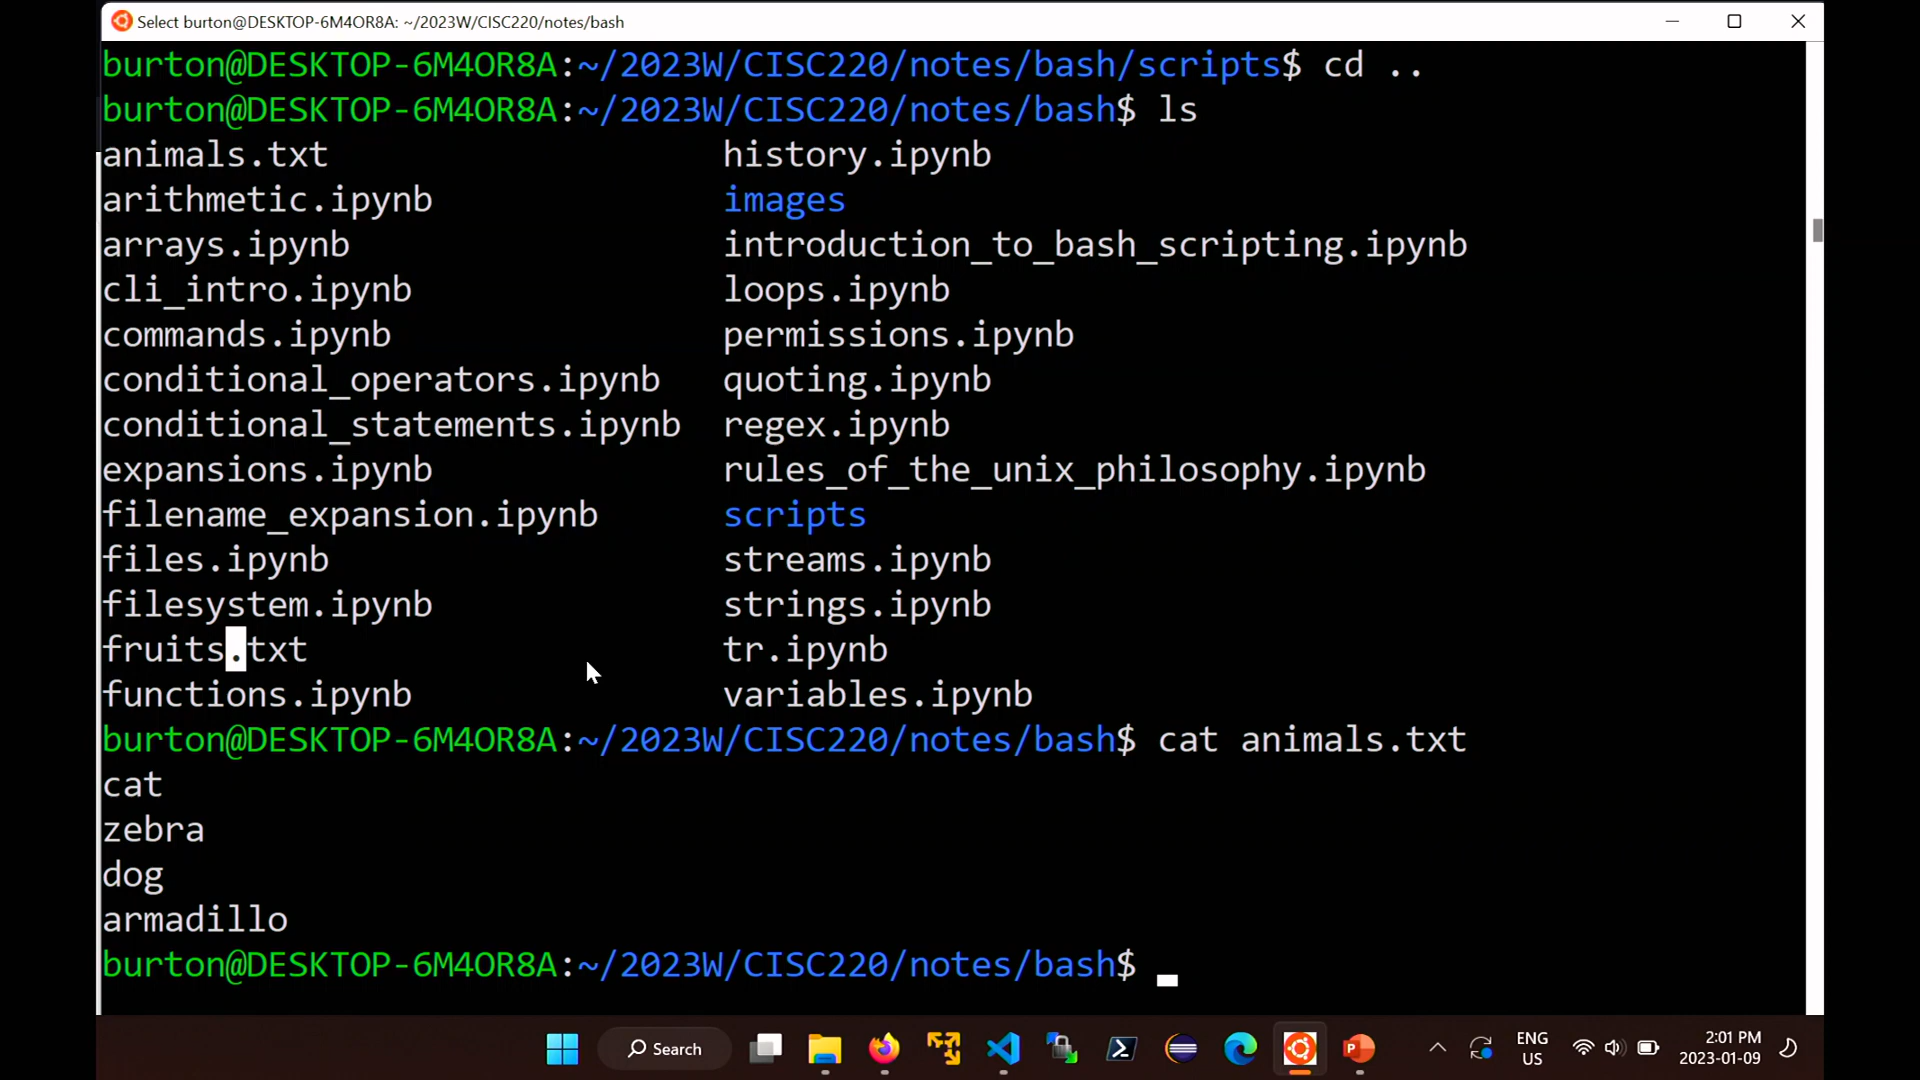 Select burton@DESKTOP-6M4OR8A: ~/2023W/CISC220/notes/bash
burton@DESKTOP-6M4OR8A:~/2023W/CISC220/notes/bash/scripts$ cd ..
burton@DESKTOP-6M4OR8A:~/2023W/CISC220/notes/bash$ ls
animals.txt history.ipynb
arithmetic.ipynb images
arrays.ipynb introduction_to_bash_scripting.ipynb
cli_intro.ipynb loops.ipynb
commands.ipynb permissions.ipynb
conditional_operators.ipynb quoting.ipynb
conditional_statements.ipynb regex.ipynb
expansions.ipynb rules_of_the_unix_philosophy.ipynb
filename_expansion.ipynb scripts
files.ipynb streams.ipynb
filesystem.ipynb strings.ipynb
fruits.txt tr.ipynb
functions.ipynb variables.ipynb
burton@DESKTOP-6M4OR8A:~/2023W/CISC220/notes/bash$ cat animals.txt
cat
zebra
dog
armadillo
burton@DESKTOP-6M4OR8A:~/2023W/CISC220/notes/bash$
Search
ENG
US
2:01 PM
2023-01-09